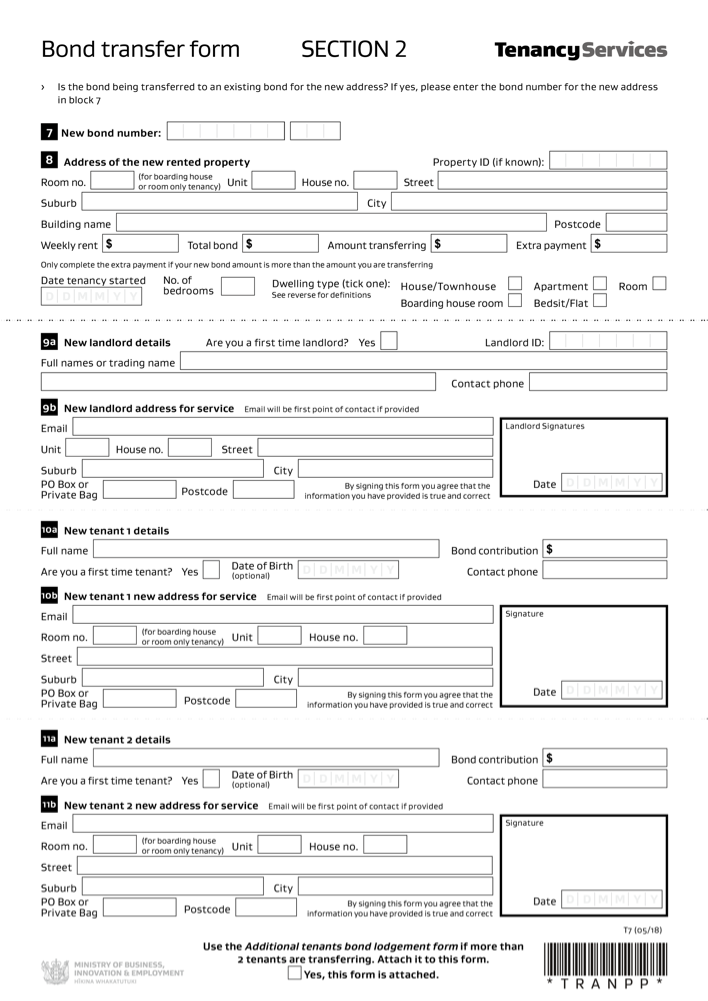 Bond transfer form SECTION 2 TenancyServices
› Is the bond being transferred to an existing bond for the new address? If yes, please enter the bond number for the new address
in block 7
7 New bond number:
8 Address of the new rented property Property ID (if known):
Room no. (for boarding house or room only tenancy) Unit House no. Street
Suburb City
Building name Postcode
Weekly rent $ Total bond $ Amount transferring $ Extra payment $
Only complete the extra payment if your new bond amount is more than the amount you are transferring
Date tenancy started D D M M Y Y No. of bedrooms Dwelling type (tick one): See reverse for definitions House/Townhouse Apartment Room
Boarding house room Bedsit/Flat
9a New landlord details Are you a first time landlord? Yes Landlord ID:
Full names or trading name
Contact phone
9b New landlord address for service Email will be first point of contact if provided
Email Landlord Signatures
Unit House no. Street
Suburb City
PO Box or Private Bag Postcode By signing this form you agree that the information you have provided is true and correct Date D D M M Y Y
10a New tenant 1 details
Full name Bond contribution $
Are you a first time tenant? Yes Date of Birth (optional) D D M M Y Y Contact phone
10b New tenant 1 new address for service Email will be first point of contact if provided
Email Signature
Room no. (for boarding house or room only tenancy) Unit House no.
Street
Suburb City
PO Box or Private Bag Postcode By signing this form you agree that the information you have provided is true and correct Date D D M M Y Y
11a New tenant 2 details
Full name Bond contribution $
Are you a first time tenant? Yes Date of Birth (optional) D D M M Y Y Contact phone
11b New tenant 2 new address for service Email will be first point of contact if provided
Email Signature
Room no. (for boarding house or room only tenancy) Unit House no.
Street
Suburb City
PO Box or Private Bag Postcode By signing this form you agree that the information you have provided is true and correct Date D D M M Y Y
T7 (05/18)
Use the Additional tenants bond lodgement form if more than
2 tenants are transferring. Attach it to this form.
Yes, this form is attached.
MINISTRY OF BUSINESS,
INNOVATION & EMPLOYMENT
HĪKINA WHAKATUTUKI
* T R A N P P *